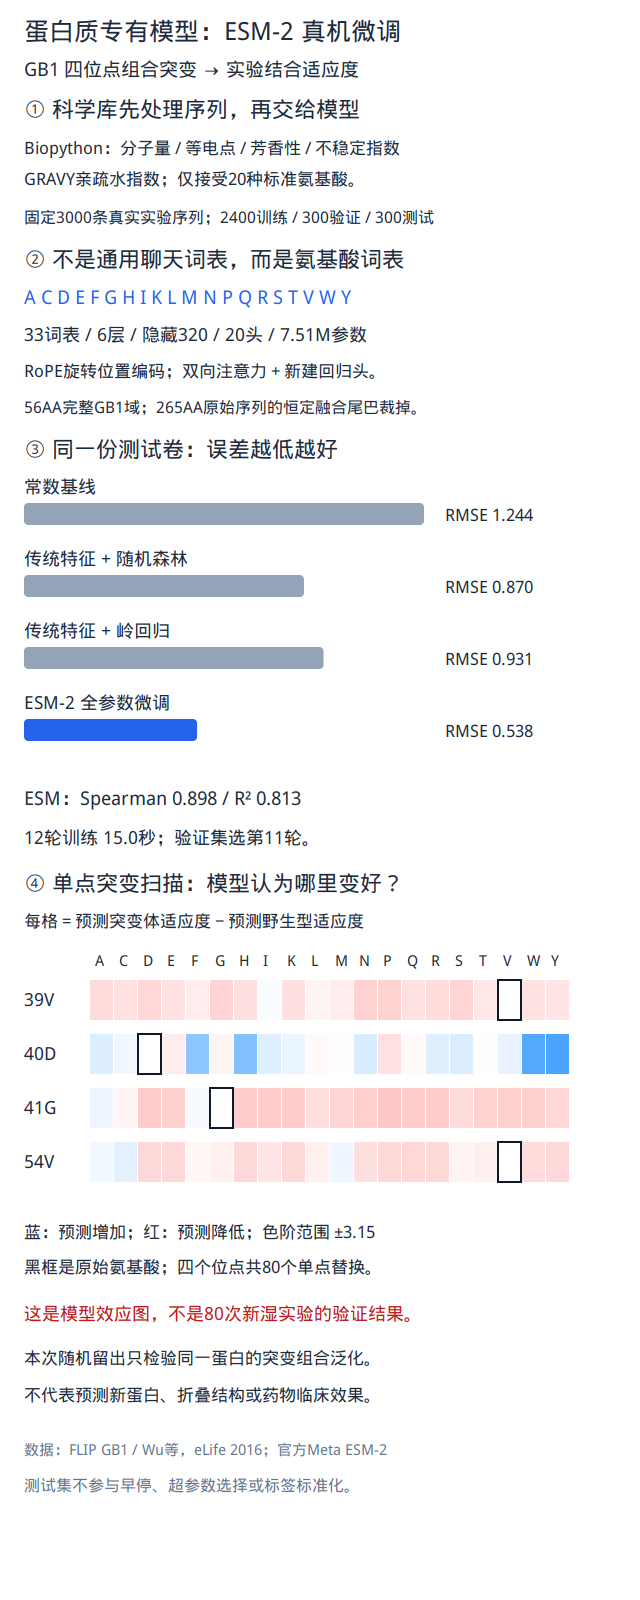 蛋白质专有模型：ESM-2 真机微调
GB1 四位点组合突变 → 实验结合适应度
① 科学库先处理序列，再交给模型
Biopython：分子量 / 等电点 / 芳香性 / 不稳定指数
GRAVY亲疏水指数；仅接受20种标准氨基酸。
固定3000条真实实验序列；2400训练 / 300验证 / 300测试
② 不是通用聊天词表，而是氨基酸词表
A C D E F G H I K L M N P Q R S T V W Y
33词表 / 6层 / 隐藏320 / 20头 / 7.51M参数
RoPE旋转位置编码；双向注意力 + 新建回归头。
56AA完整GB1域；265AA原始序列的恒定融合尾巴裁掉。
③ 同一份测试卷：误差越低越好
常数基线
RMSE 1.244
传统特征 + 随机森林
RMSE 0.870
传统特征 + 岭回归
RMSE 0.931
ESM-2 全参数微调
RMSE 0.538
ESM：Spearman 0.898 / R² 0.813
12轮训练 15.0秒；验证集选第11轮。
④ 单点突变扫描：模型认为哪里变好？
每格 = 预测突变体适应度 − 预测野生型适应度
A C D E F G H I K L M N P Q R S T V W Y
39V
40D
41G
54V
蓝：预测增加；红：预测降低；色阶范围 ±3.15
黑框是原始氨基酸；四个位点共80个单点替换。
这是模型效应图，不是80次新湿实验的验证结果。
本次随机留出只检验同一蛋白的突变组合泛化。
不代表预测新蛋白、折叠结构或药物临床效果。
数据：FLIP GB1 / Wu等，eLife 2016；官方Meta ESM-2
测试集不参与早停、超参数选择或标签标准化。